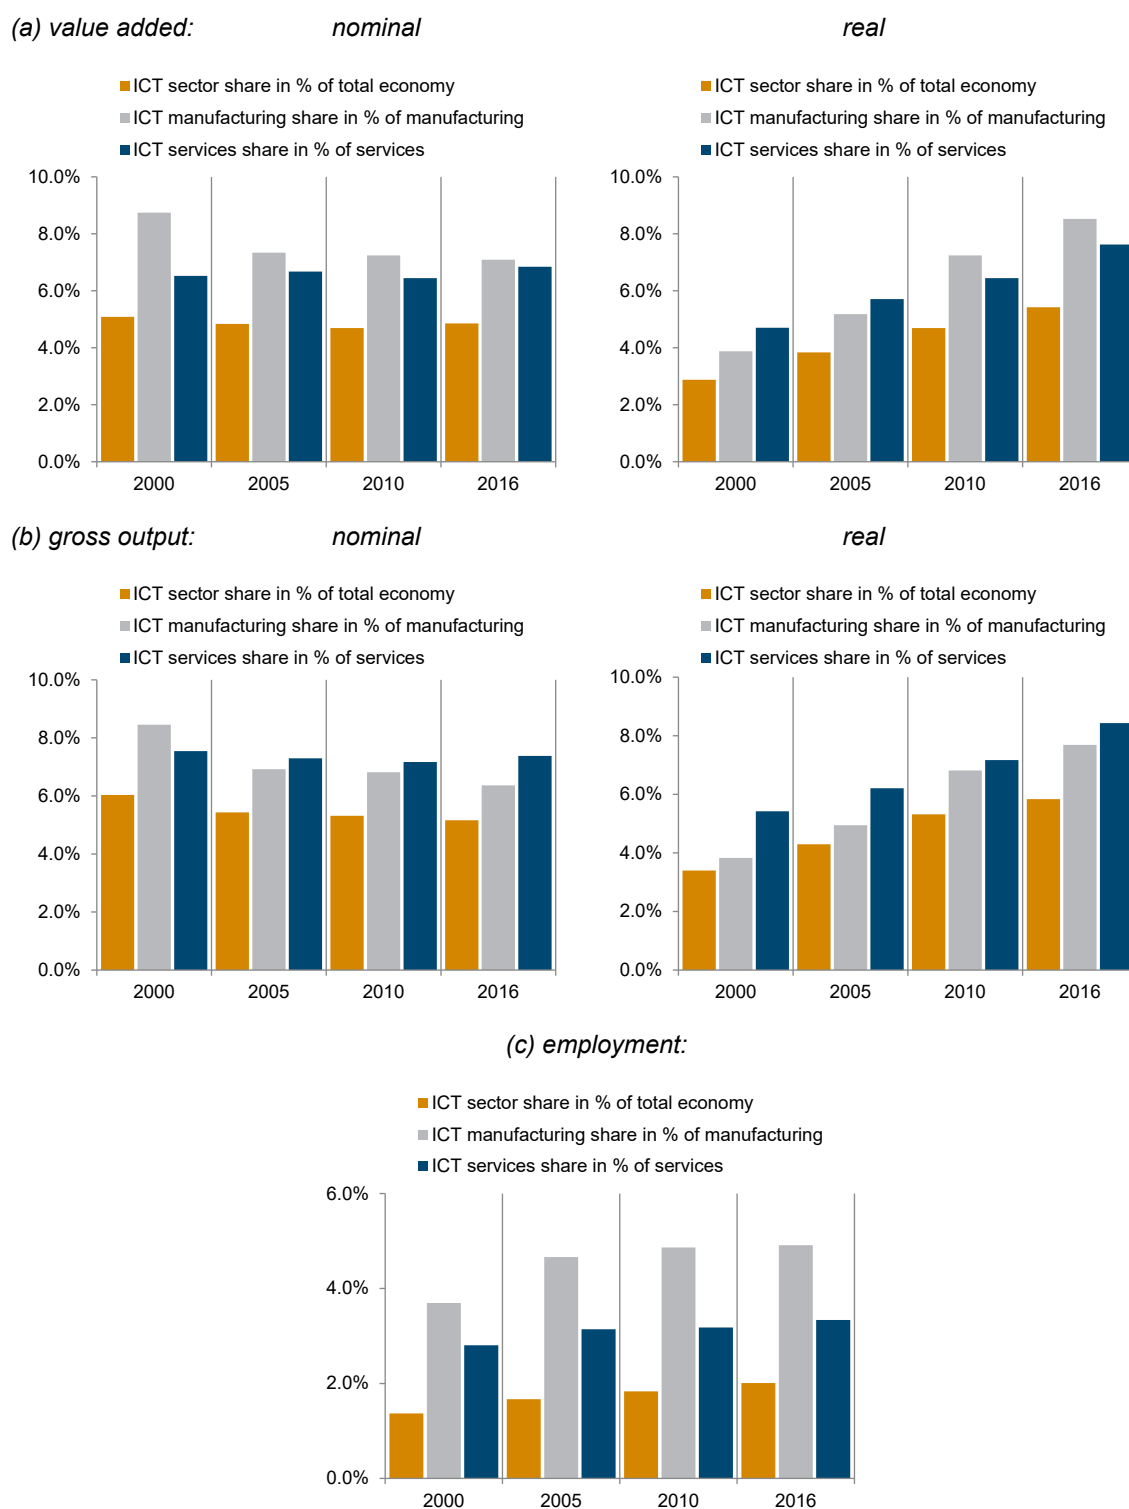 (a) value added: nominal real
ICT sector share in % of total economy
ICT manufacturing share in % of manufacturing
ICT services share in % of services
10.0%
8.0%
6.0%
4.0%
2.0%
0.0%
2000 2005 2010 2016
ICT sector share in % of total economy
ICT manufacturing share in % of manufacturing
ICT services share in % of services
10.0%
8.0%
6.0%
4.0%
2.0%
0.0%
2000 2005 2010 2016
(b) gross output: nominal real
ICT sector share in % of total economy
ICT manufacturing share in % of manufacturing
ICT services share in % of services
10.0%
8.0%
6.0%
4.0%
2.0%
0.0%
2000 2005 2010 2016
ICT sector share in % of total economy
ICT manufacturing share in % of manufacturing
ICT services share in % of services
10.0%
8.0%
6.0%
4.0%
2.0%
0.0%
2000 2005 2010 2016
(c) employment:
ICT sector share in % of total economy
ICT manufacturing share in % of manufacturing
ICT services share in % of services
6.0%
4.0%
2.0%
0.0%
2000 2005 2010 2016